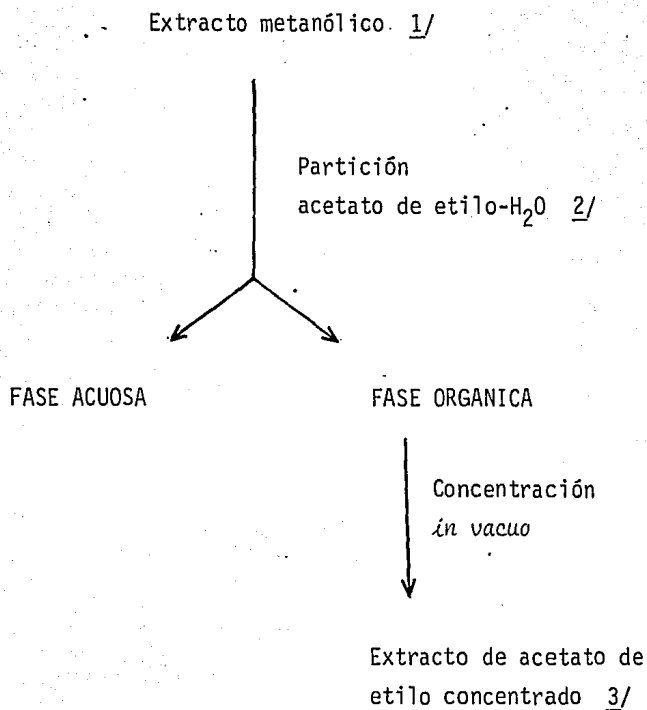 Extracto metanólico. 1/
Partición
acetato de etilo-H₂O 2/
FASE ACUOSA
FASE ORGANICA
Concentración
in vacuo
Extracto de acetato de
etilo concentrado 3/